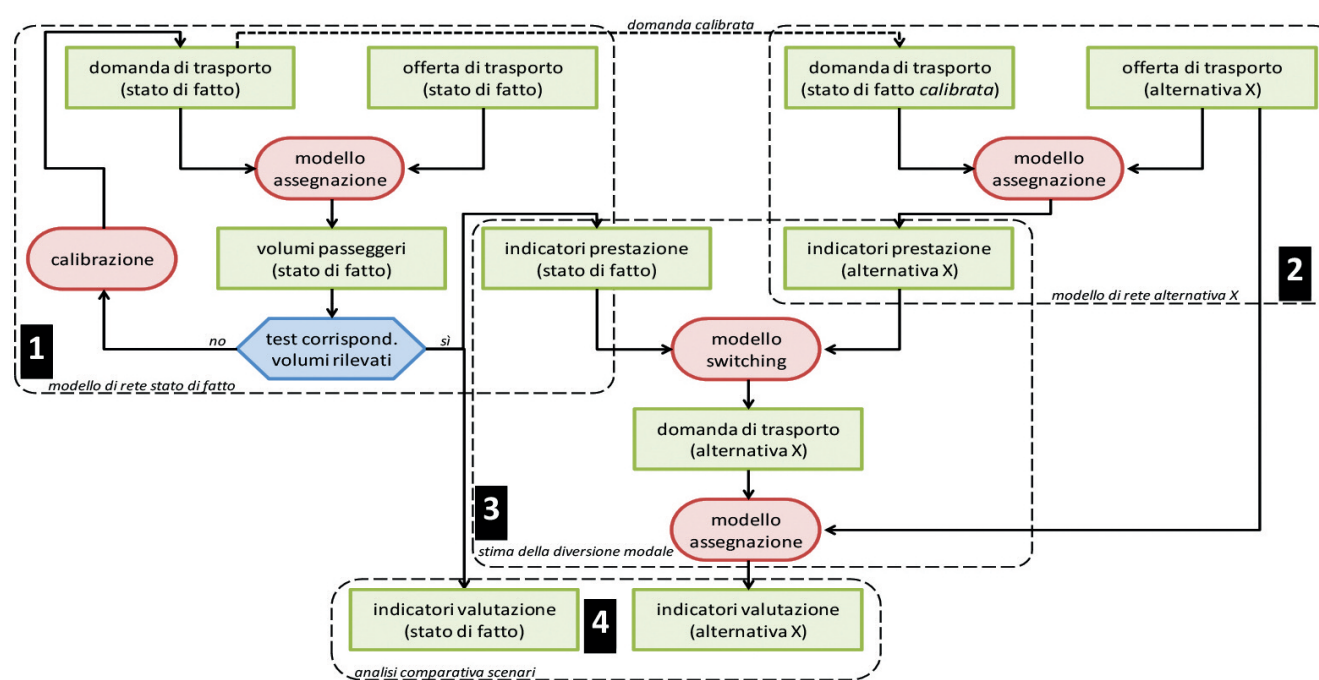 domanda calibrata
domanda di trasporto
(stato di fatto)
offerta di trasporto
(stato di fatto)
domanda di trasporto
(stato di fatto calibrata)
offerta di trasporto
(alternativa X)
modello
assegnazione
modello
assegnazione
calibrazione
volumi passeggeri
(stato di fatto)
indicatori prestazione
(stato di fatto)
indicatori prestazione
(alternativa X)
2
modello di rete alternativa X
1
no
test corrispond.
volumi rilevati
sì
modello
switching
modello di rete stato di fatto
domanda di trasporto
(alternativa X)
3
modello
assegnazione
stima della diversione modale
indicatori valutazione
(stato di fatto)
4
indicatori valutazione
(alternativa X)
analisi comparativa scenari